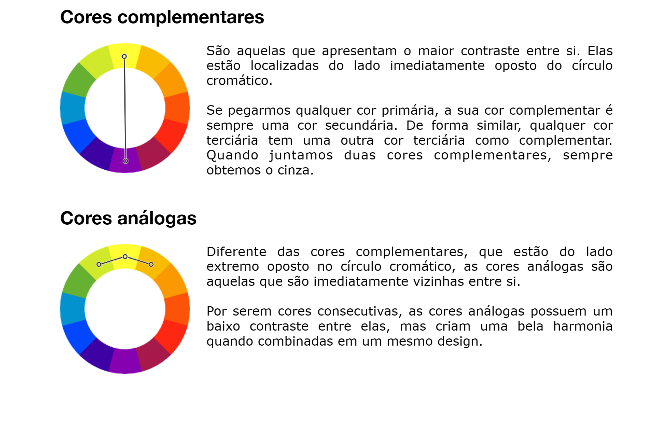 Cores complementares
São aquelas que apresentam o maior contraste entre si. Elas
estão localizadas do lado imediatamente oposto do círculo
cromático.
Se pegarmos qualquer cor primária, a sua cor complementar é
sempre uma cor secundária. De forma similar, qualquer cor
terciária tem uma outra cor terciária como complementar.
Quando juntamos duas cores complementares, sempre
obtemos o cinza.
Cores análogas
Diferente das cores complementares, que estão do lado
extremo oposto no círculo cromático, as cores análogas são
aquelas que são imediatamente vizinhas entre si.
Por serem cores consecutivas, as cores análogas possuem um
baixo contraste entre elas, mas criam uma bela harmonia
quando combinadas em um mesmo design.